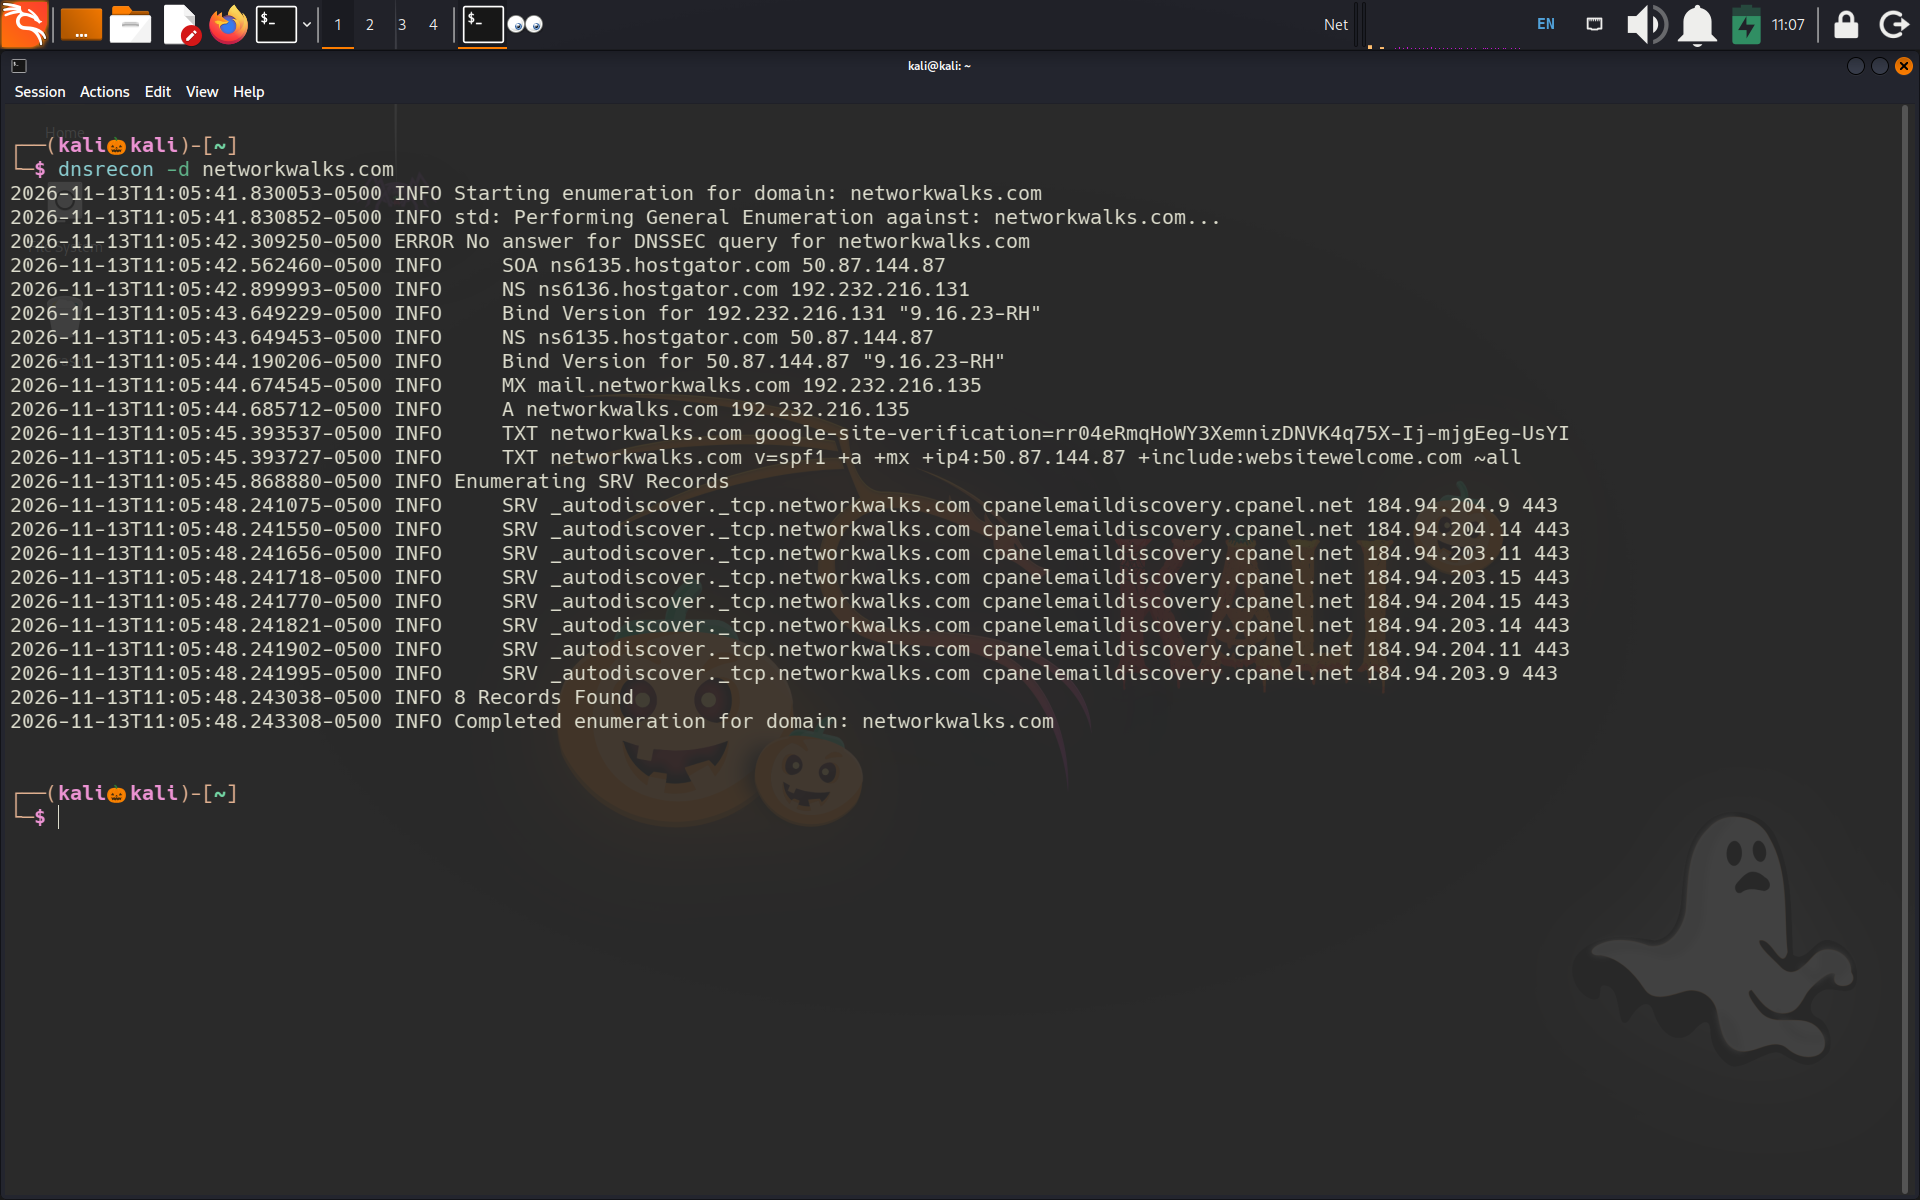 $_
1 2 3 4
$_
Net
EN
11:07
kali@kali: ~
Session Actions Edit View Help
Home
┌──(kali🎃kali)-[~]
└─$ dnsrecon -d networkwalks.com
2026-11-13T11:05:41.830053-0500 INFO Starting enumeration for domain: networkwalks.com
2026-11-13T11:05:41.830852-0500 INFO std: Performing General Enumeration against: networkwalks.com...
2026-11-13T11:05:42.309250-0500 ERROR No answer for DNSSEC query for networkwalks.com
2026-11-13T11:05:42.562460-0500 INFO     SOA ns6135.hostgator.com 50.87.144.87
2026-11-13T11:05:42.899993-0500 INFO     NS ns6136.hostgator.com 192.232.216.131
2026-11-13T11:05:43.649229-0500 INFO     Bind Version for 192.232.216.131 "9.16.23-RH"
2026-11-13T11:05:43.649453-0500 INFO     NS ns6135.hostgator.com 50.87.144.87
2026-11-13T11:05:44.190206-0500 INFO     Bind Version for 50.87.144.87 "9.16.23-RH"
2026-11-13T11:05:44.674545-0500 INFO     MX mail.networkwalks.com 192.232.216.135
2026-11-13T11:05:44.685712-0500 INFO     A networkwalks.com 192.232.216.135
2026-11-13T11:05:45.393537-0500 INFO     TXT networkwalks.com google-site-verification=rr04eRmqHoWY3XemnizDNVK4q75X-Ij-mjgEeg-UsYI
2026-11-13T11:05:45.393727-0500 INFO     TXT networkwalks.com v=spf1 +a +mx +ip4:50.87.144.87 +include:websitewelcome.com ~all
2026-11-13T11:05:45.868880-0500 INFO Enumerating SRV Records
2026-11-13T11:05:48.241075-0500 INFO     SRV _autodiscover._tcp.networkwalks.com cpanelemaildiscovery.cpanel.net 184.94.204.9 443
2026-11-13T11:05:48.241550-0500 INFO     SRV _autodiscover._tcp.networkwalks.com cpanelemaildiscovery.cpanel.net 184.94.204.14 443
2026-11-13T11:05:48.241656-0500 INFO     SRV _autodiscover._tcp.networkwalks.com cpanelemaildiscovery.cpanel.net 184.94.203.11 443
2026-11-13T11:05:48.241718-0500 INFO     SRV _autodiscover._tcp.networkwalks.com cpanelemaildiscovery.cpanel.net 184.94.203.15 443
2026-11-13T11:05:48.241770-0500 INFO     SRV _autodiscover._tcp.networkwalks.com cpanelemaildiscovery.cpanel.net 184.94.204.15 443
2026-11-13T11:05:48.241821-0500 INFO     SRV _autodiscover._tcp.networkwalks.com cpanelemaildiscovery.cpanel.net 184.94.203.14 443
2026-11-13T11:05:48.241902-0500 INFO     SRV _autodiscover._tcp.networkwalks.com cpanelemaildiscovery.cpanel.net 184.94.204.11 443
2026-11-13T11:05:48.241995-0500 INFO     SRV _autodiscover._tcp.networkwalks.com cpanelemaildiscovery.cpanel.net 184.94.203.9 443
2026-11-13T11:05:48.243038-0500 INFO 8 Records Found
2026-11-13T11:05:48.243308-0500 INFO Completed enumeration for domain: networkwalks.com
KALI
┌──(kali🎃kali)-[~]
└─$